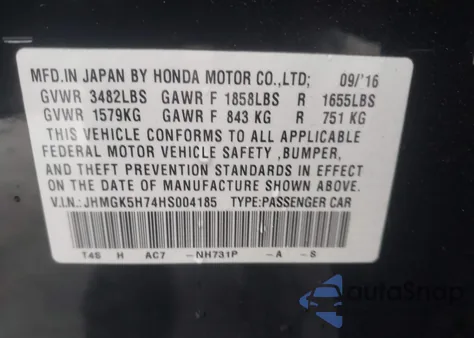 MFD.IN JAPAN BY HONDA MOTOR CO.,LTD; 09/'16
GVWR 3482LBS GAWR F 1858LBS R 1655LBS
GVWR 1579KG GAWR F 843 KG R 751 KG
THIS VEHICLE CONFORMS TO ALL APPLICABLE
FEDERAL MOTOR VEHICLE SAFETY ,BUMPER,
AND THEFT PREVENTION STANDARDS IN EFFECT
ON THE DATE OF MANUFACTURE SHOWN ABOVE.
V.I.N.: JHMGK5H74HS004185 TYPE:PASSENGER CAR
T4S H AC7 -NH731P -A -S
autoSnap